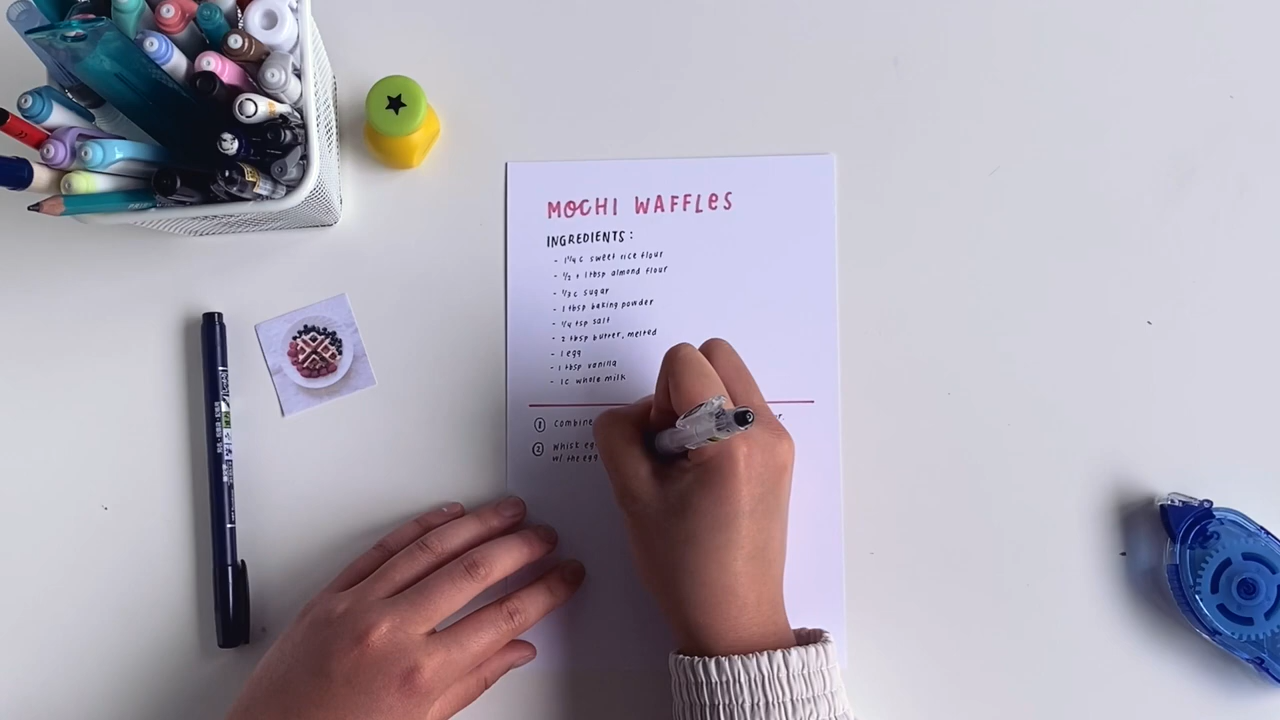 MOCHI WAFFLES
INGREDIENTS:
- 1 1/4 c sweet rice flour
- 1/2 + 1 tbsp almond flour
- 1/3 c sugar
- 1 tbsp baking powder
- 1/4 tsp salt
- 2 tbsp butter, melted
- 1 egg
- 1 tbsp vanilla
- 1c whole milk
① Combine
② Whisk eg
w/ the egg